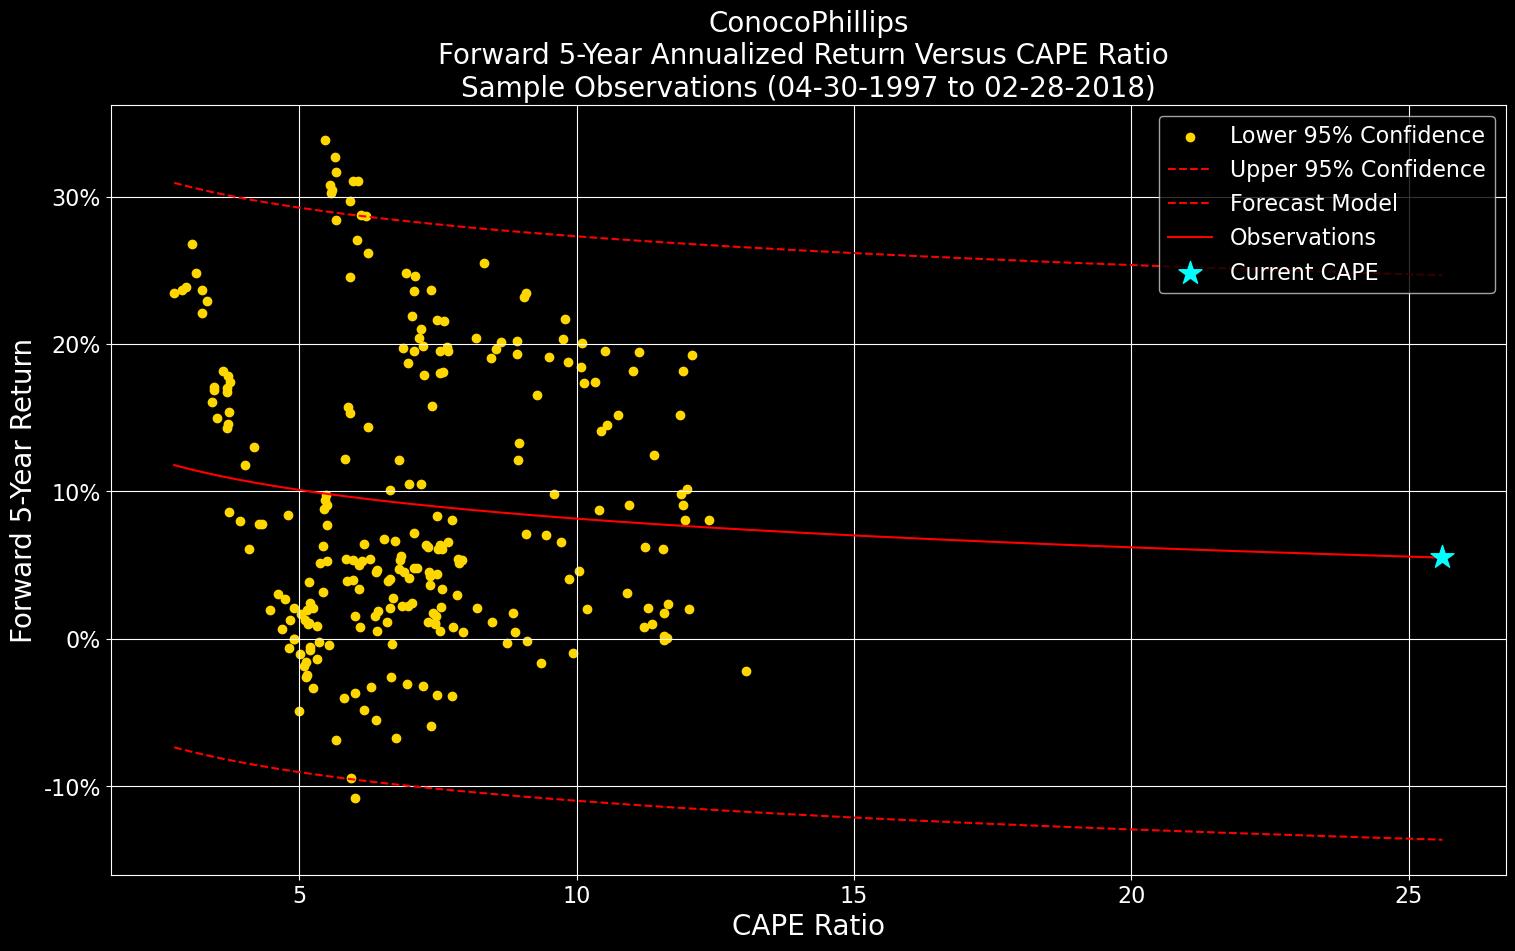 ConocoPhillips
Forward 5-Year Annualized Return Versus CAPE Ratio
Sample Observations (04-30-1997 to 02-28-2018)
Lower 95% Confidence
Upper 95% Confidence
Forecast Model
Observations
Current CAPE
Forward 5-Year Return
30%
20%
10%
0%
-10%
5 10 15 20 25
CAPE Ratio